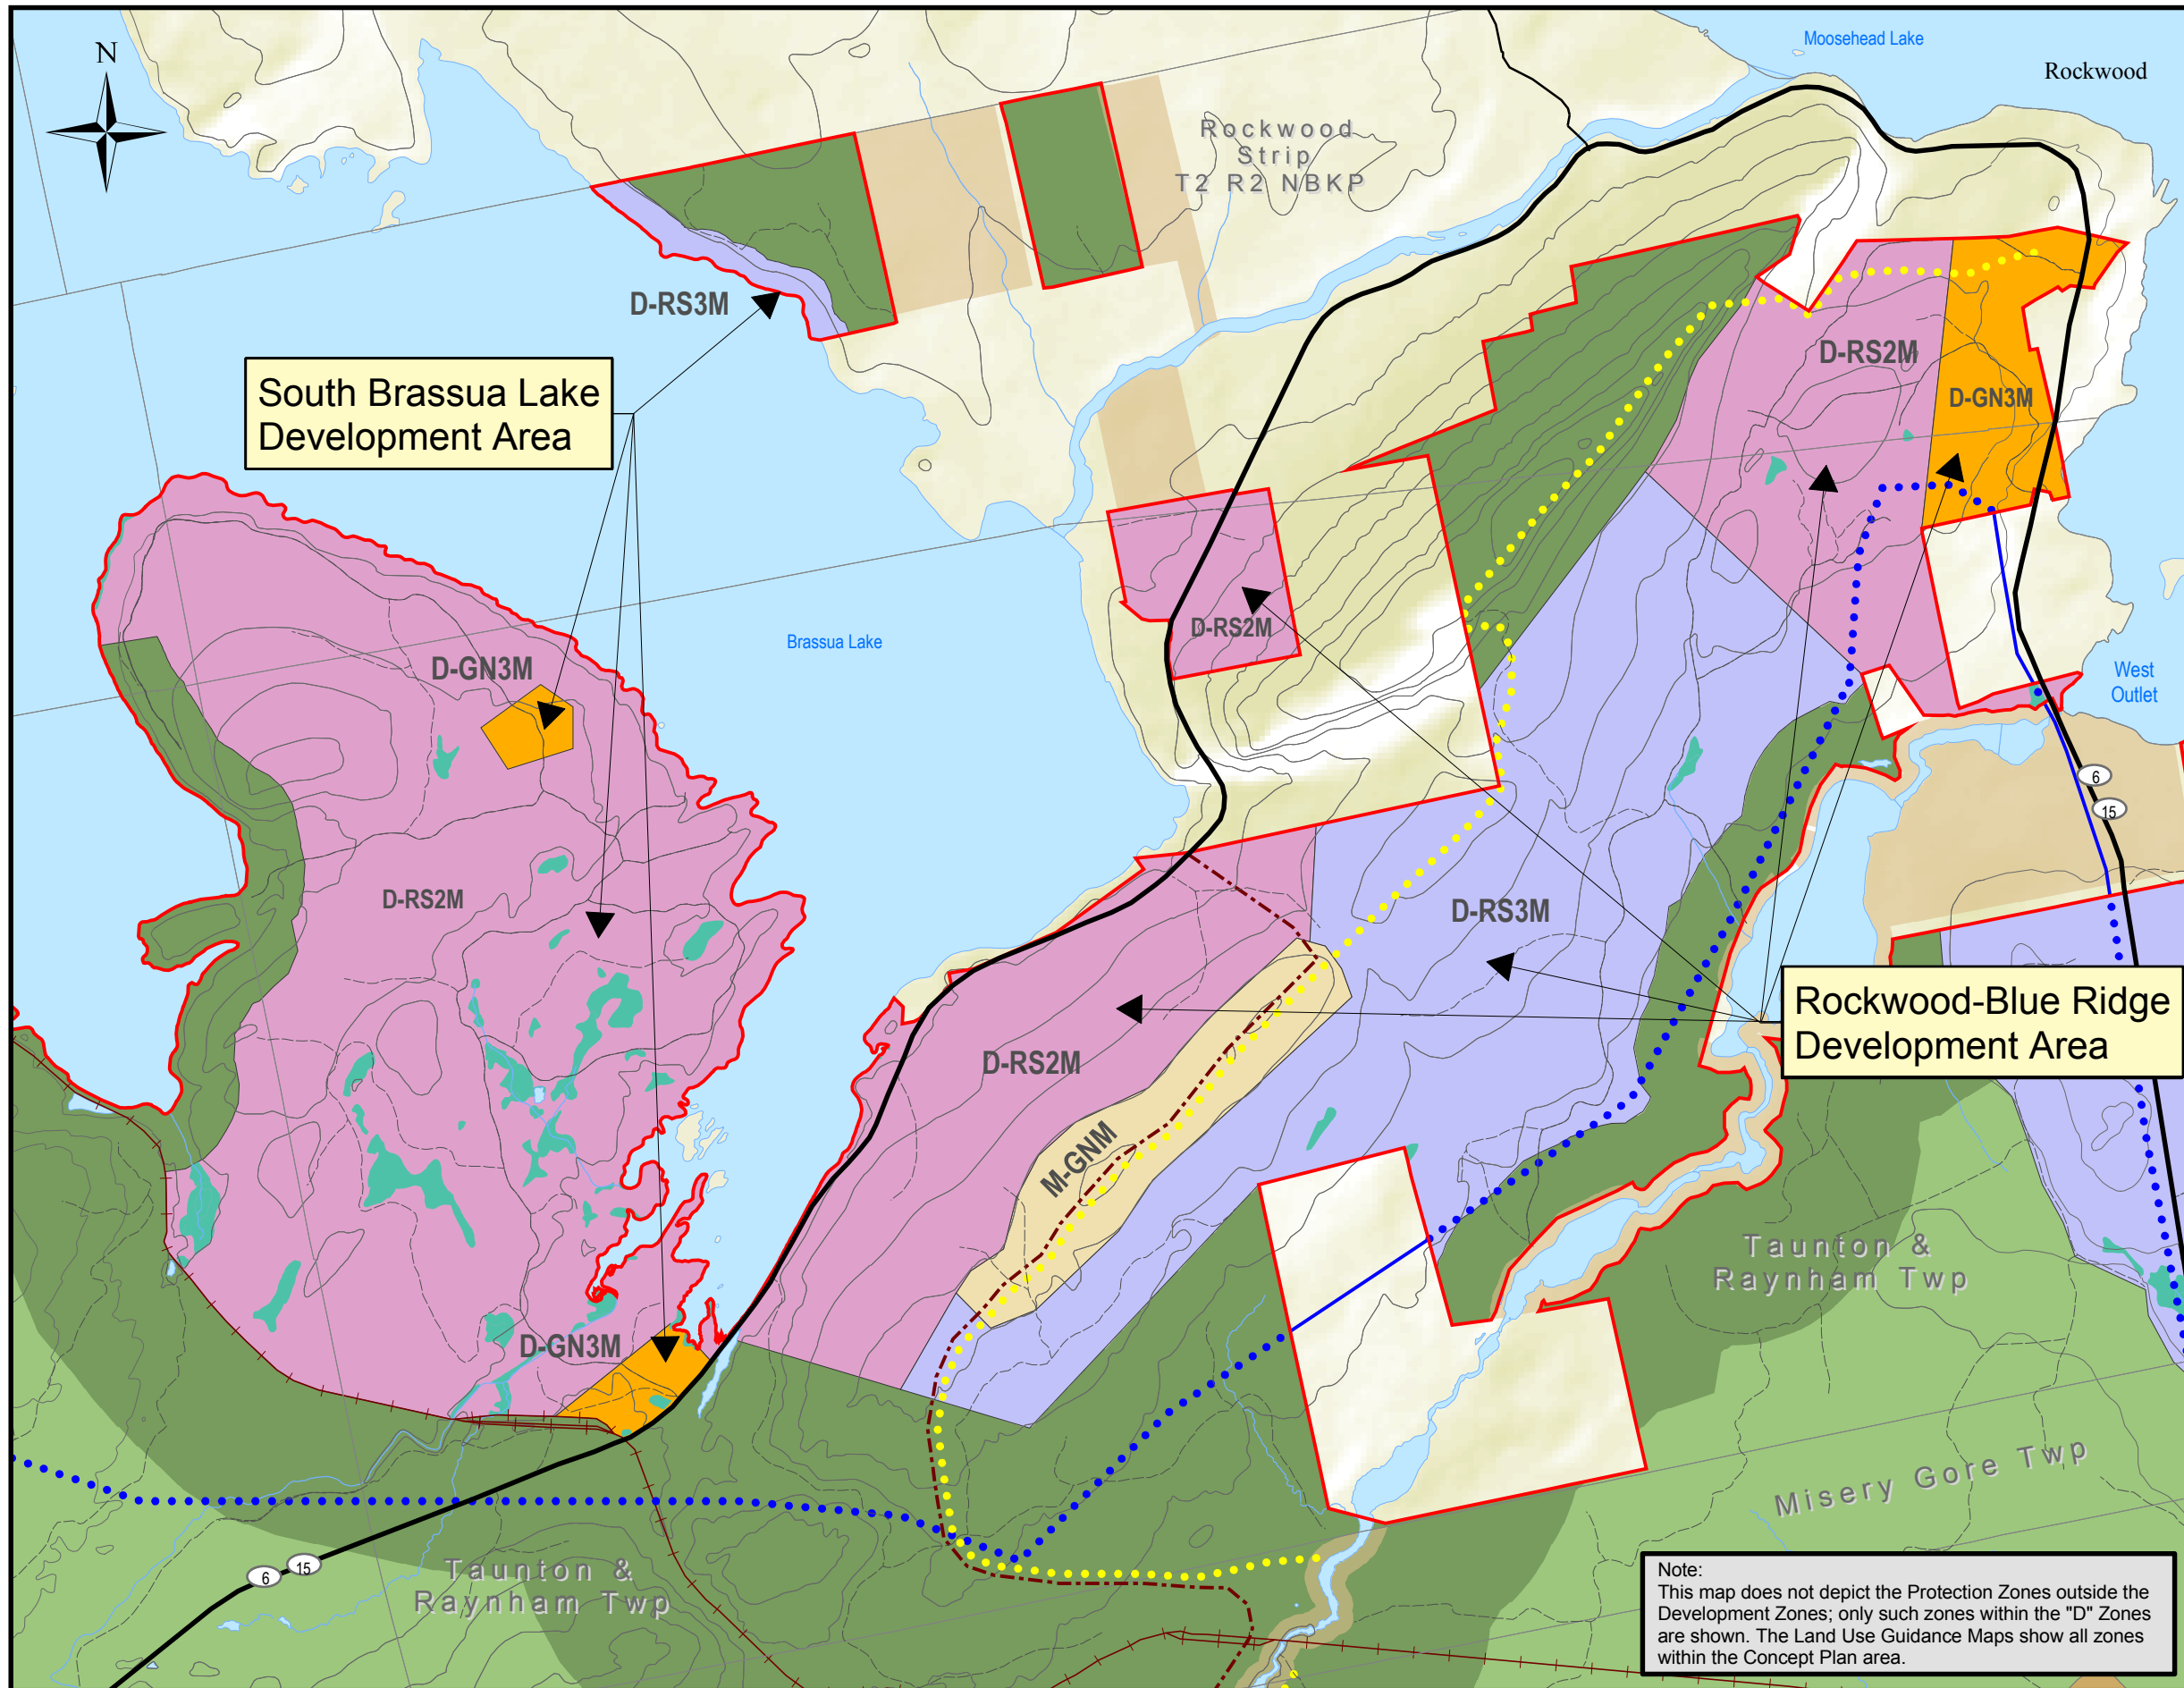 Moosehead Lake
N
Rockwood
Rockwood
Strip
T2 R2 NBKP
D-RS3M
D-RS2M
South Brassua Lake
Development Area
D-GN3M
D-RS2M
Brassua Lake
D-GN3M
West
Outlet
6
15
D-RS2M
D-RS3M
Rockwood-Blue Ridge
Development Area
D-RS2M
M-GNM
Taunton &
Raynham Twp
D-GN3M
Misery Gore Twp
6
15
Taunton &
Raynham Twp
Note:
This map does not depict the Protection Zones outside the
Development Zones; only such zones within the "D" Zones
are shown. The Land Use Guidance Maps show all zones
within the Concept Plan area.